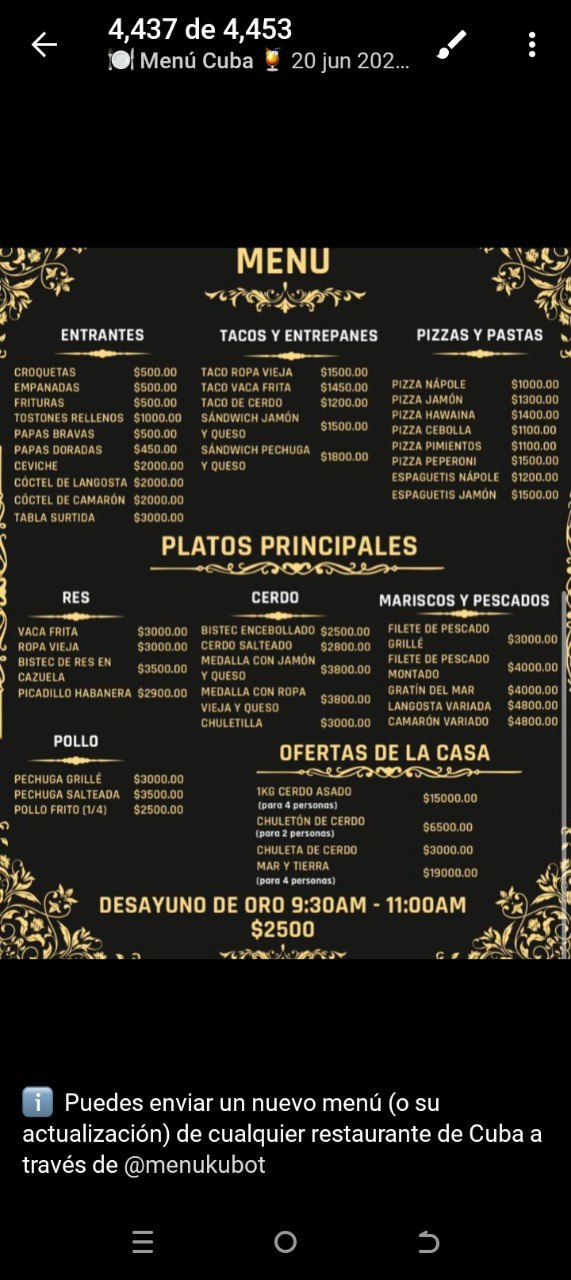 4,437 de 4,453
🍽 Menú Cuba 🍹 20 jun 202...
MENÚ
ENTRANTES
CROQUETAS $500.00
EMPANADAS $500.00
FRITURAS $500.00
TOSTONES RELLENOS $1000.00
PAPAS BRAVAS $500.00
PAPAS DORADAS $450.00
CEVICHE $2000.00
CÓCTEL DE LANGOSTA $2000.00
CÓCTEL DE CAMARÓN $2000.00
TABLA SURTIDA $3000.00
TACOS Y ENTREPANES
TACO ROPA VIEJA $1500.00
TACO VACA FRITA $1450.00
TACO DE CERDO $1200.00
SÁNDWICH JAMÓN
Y QUESO $1500.00
SÁNDWICH PECHUGA
Y QUESO $1800.00
PIZZAS Y PASTAS
PIZZA NÁPOLE $1000.00
PIZZA JAMÓN $1300.00
PIZZA HAWAINA $1400.00
PIZZA CEBOLLA $1100.00
PIZZA PIMIENTOS $1100.00
PIZZA PEPERONI $1500.00
ESPAGUETIS NÁPOLE $1200.00
ESPAGUETIS JAMÓN $1500.00
PLATOS PRINCIPALES
RES
VACA FRITA $3000.00
ROPA VIEJA $3000.00
BISTEC DE RES EN
CAZUELA $3500.00
PICADILLO HABANERA $2900.00
CERDO
BISTEC ENCEBOLLADO $2500.00
CERDO SALTEADO $2800.00
MEDALLA CON JAMÓN
Y QUESO $3800.00
MEDALLA CON ROPA
VIEJA Y QUESO $3800.00
CHULETILLA $3000.00
MARISCOS Y PESCADOS
FILETE DE PESCADO
GRILLÉ $3000.00
FILETE DE PESCADO
MONTADO $4000.00
GRATÍN DEL MAR $4000.00
LANGOSTA VARIADA $4800.00
CAMARÓN VARIADO $4800.00
POLLO
PECHUGA GRILLÉ $3000.00
PECHUGA SALTEADA $3500.00
POLLO FRITO (1/4) $2500.00
OFERTAS DE LA CASA
1KG CERDO ASADO
(para 4 personas) $15000.00
CHULETÓN DE CERDO
(para 2 personas) $6500.00
CHULETA DE CERDO $3000.00
MAR Y TIERRA
(para 4 personas) $19000.00
DESAYUNO DE ORO 9:30AM - 11:00AM
$2500
ℹ️ Puedes enviar un nuevo menú (o su
actualización) de cualquier restaurante de Cuba a
través de @menukubot